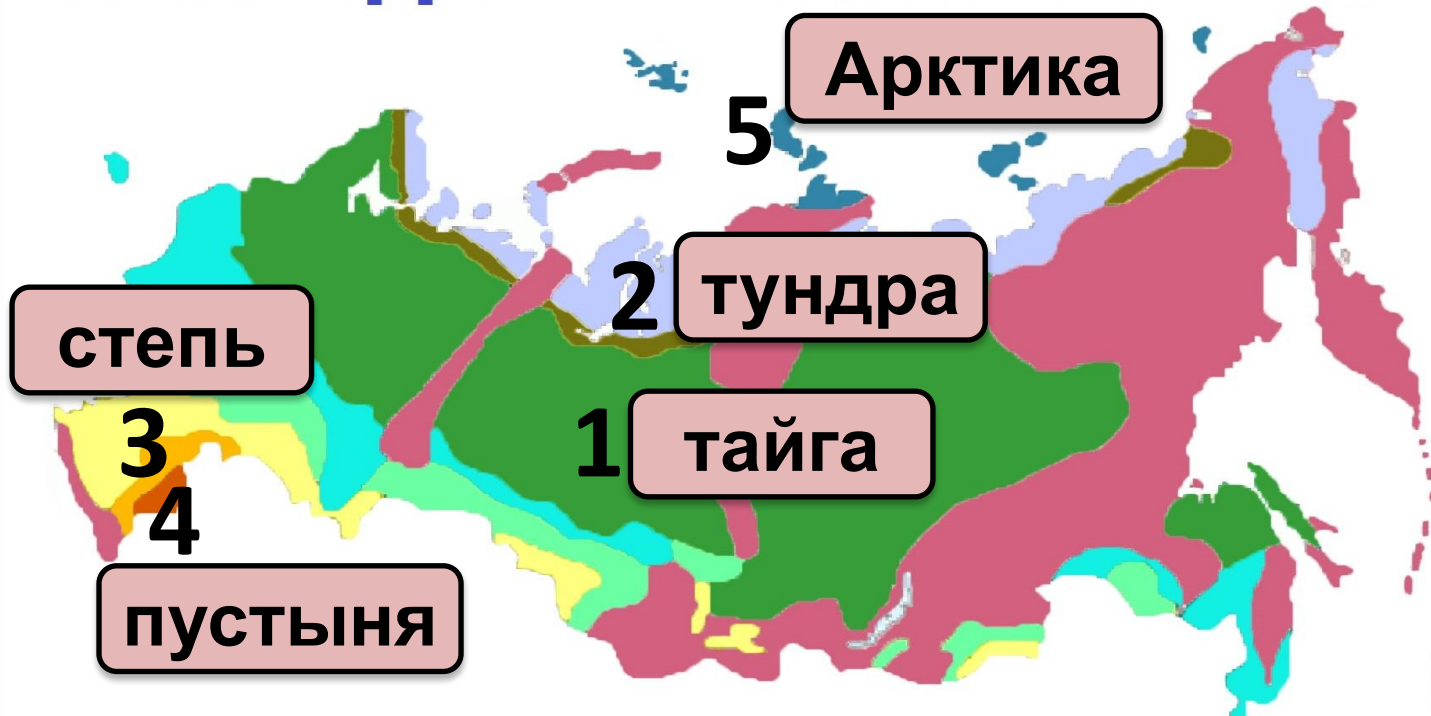 5 Арктика
2 тундра
степь
3
1 тайга
4
пустыня